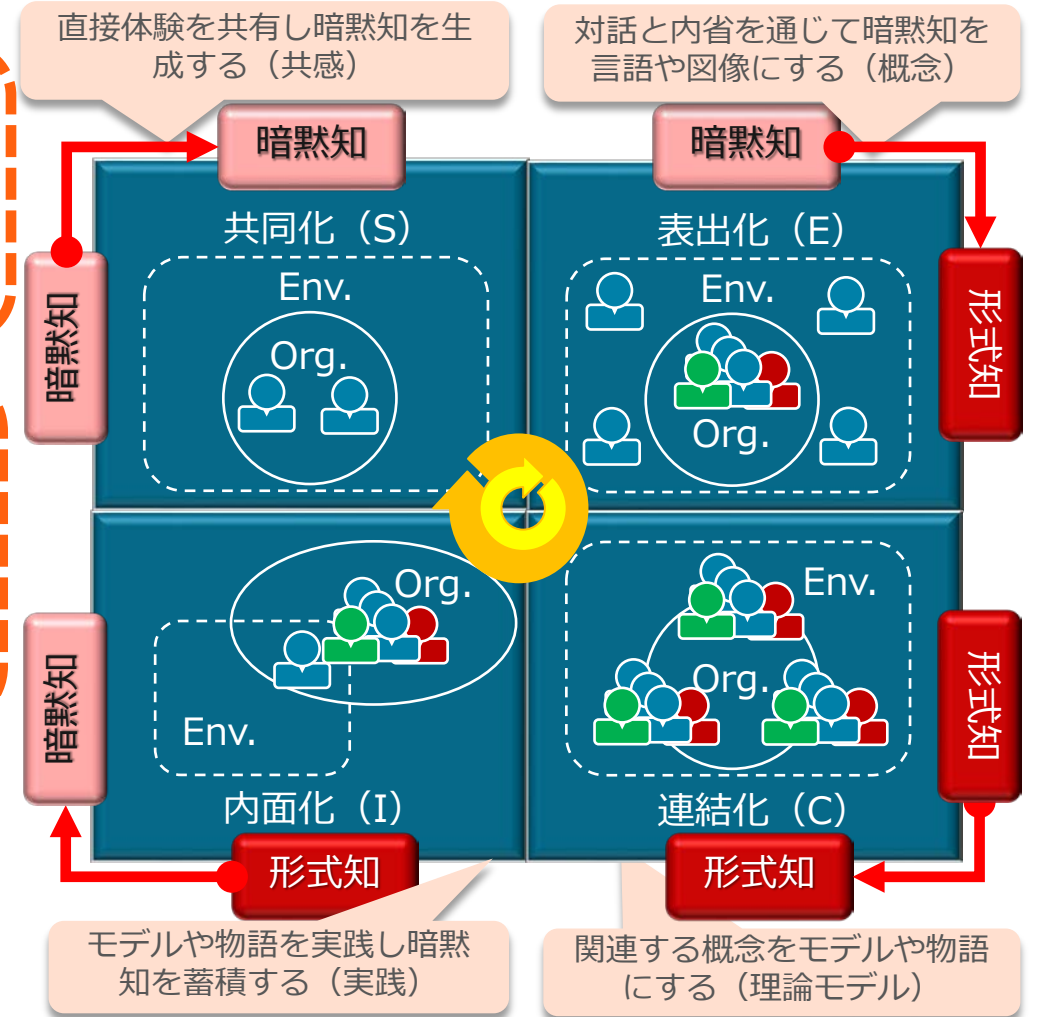 直接体験を共有し暗黙知を生
成する（共感）
対話と内省を通じて暗黙知を
言語や図像にする（概念）
暗黙知
暗黙知
共同化（S）
表出化（E）
暗黙知
Env.
Org.
Env.
Org.
形式知
暗黙知
Org.
Env.
内面化（I）
Env.
Org.
連結化（C）
形式知
形式知
形式知
モデルや物語を実践し暗黙
知を蓄積する（実践）
関連する概念をモデルや物語
にする（理論モデル）